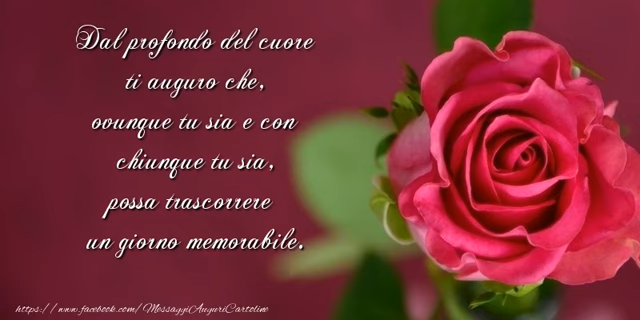 Dal profondo del cuore
ti auguro che,
ovunque tu sia e con
chiunque tu sia,
possa trascorrere
un giorno memorabile.
https://www.facebook.com/MessaggiAuguriCartoline